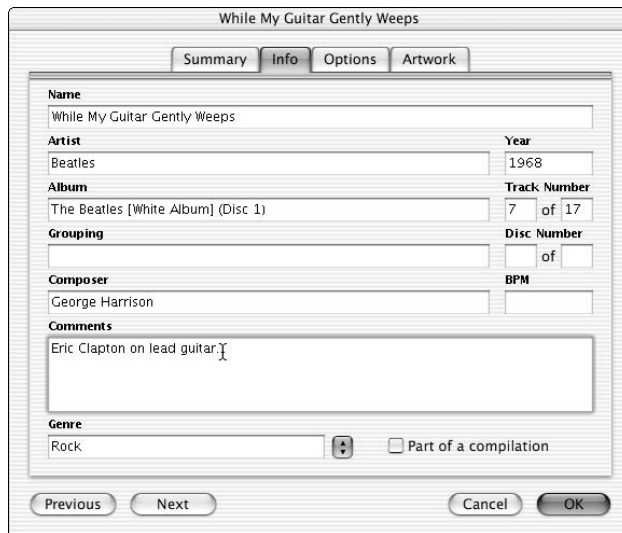 While My Guitar Gently Weeps
Summary Info Options Artwork
Name
While My Guitar Gently Weeps
Artist Year
Beatles 1968
Album Track Number
The Beatles [White Album] (Disc 1) 7 of 17
Grouping Disc Number
of
Composer BPM
George Harrison
Comments
Eric Clapton on lead guitar.
Genre
Rock Part of a compilation
Previous Next Cancel OK